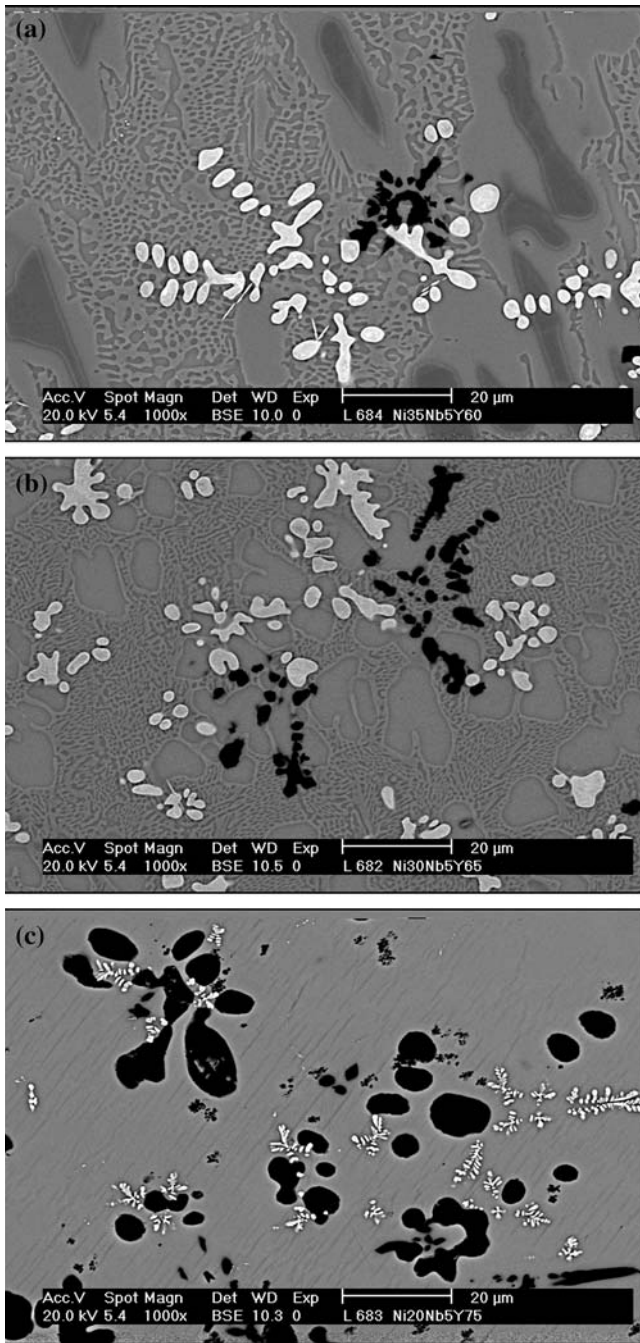 (a)
Acc.V Spot Magn Det WD Exp 20 µm
20.0 kV 5.4 1000x BSE 10.0 0 L 684 Ni35Nb5Y60
(b)
Acc.V Spot Magn Det WD Exp 20 µm
20.0 kV 5.4 1000x BSE 10.5 0 L 682 Ni30Nb5Y65
(c)
Acc.V Spot Magn Det WD Exp 20 µm
20.0 kV 5.4 1000x BSE 10.3 0 L 683 Ni20Nb5Y75